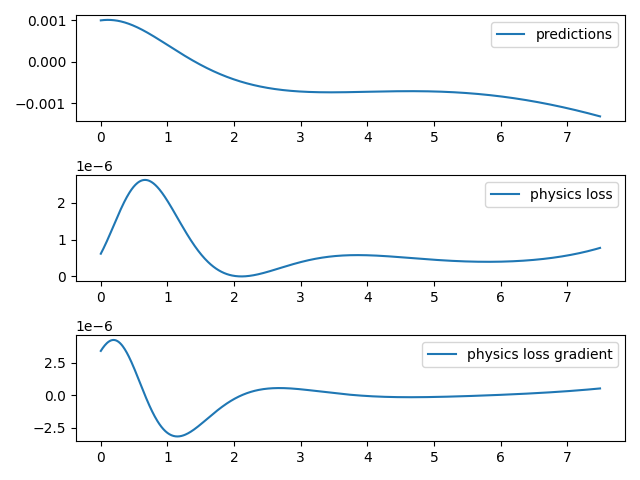 0.001
0.000
−0.001
predictions
0 1 2 3 4 5 6 7
1e−6
2
1
0
physics loss
0 1 2 3 4 5 6 7
1e−6
2.5
0.0
−2.5
physics loss gradient
0 1 2 3 4 5 6 7